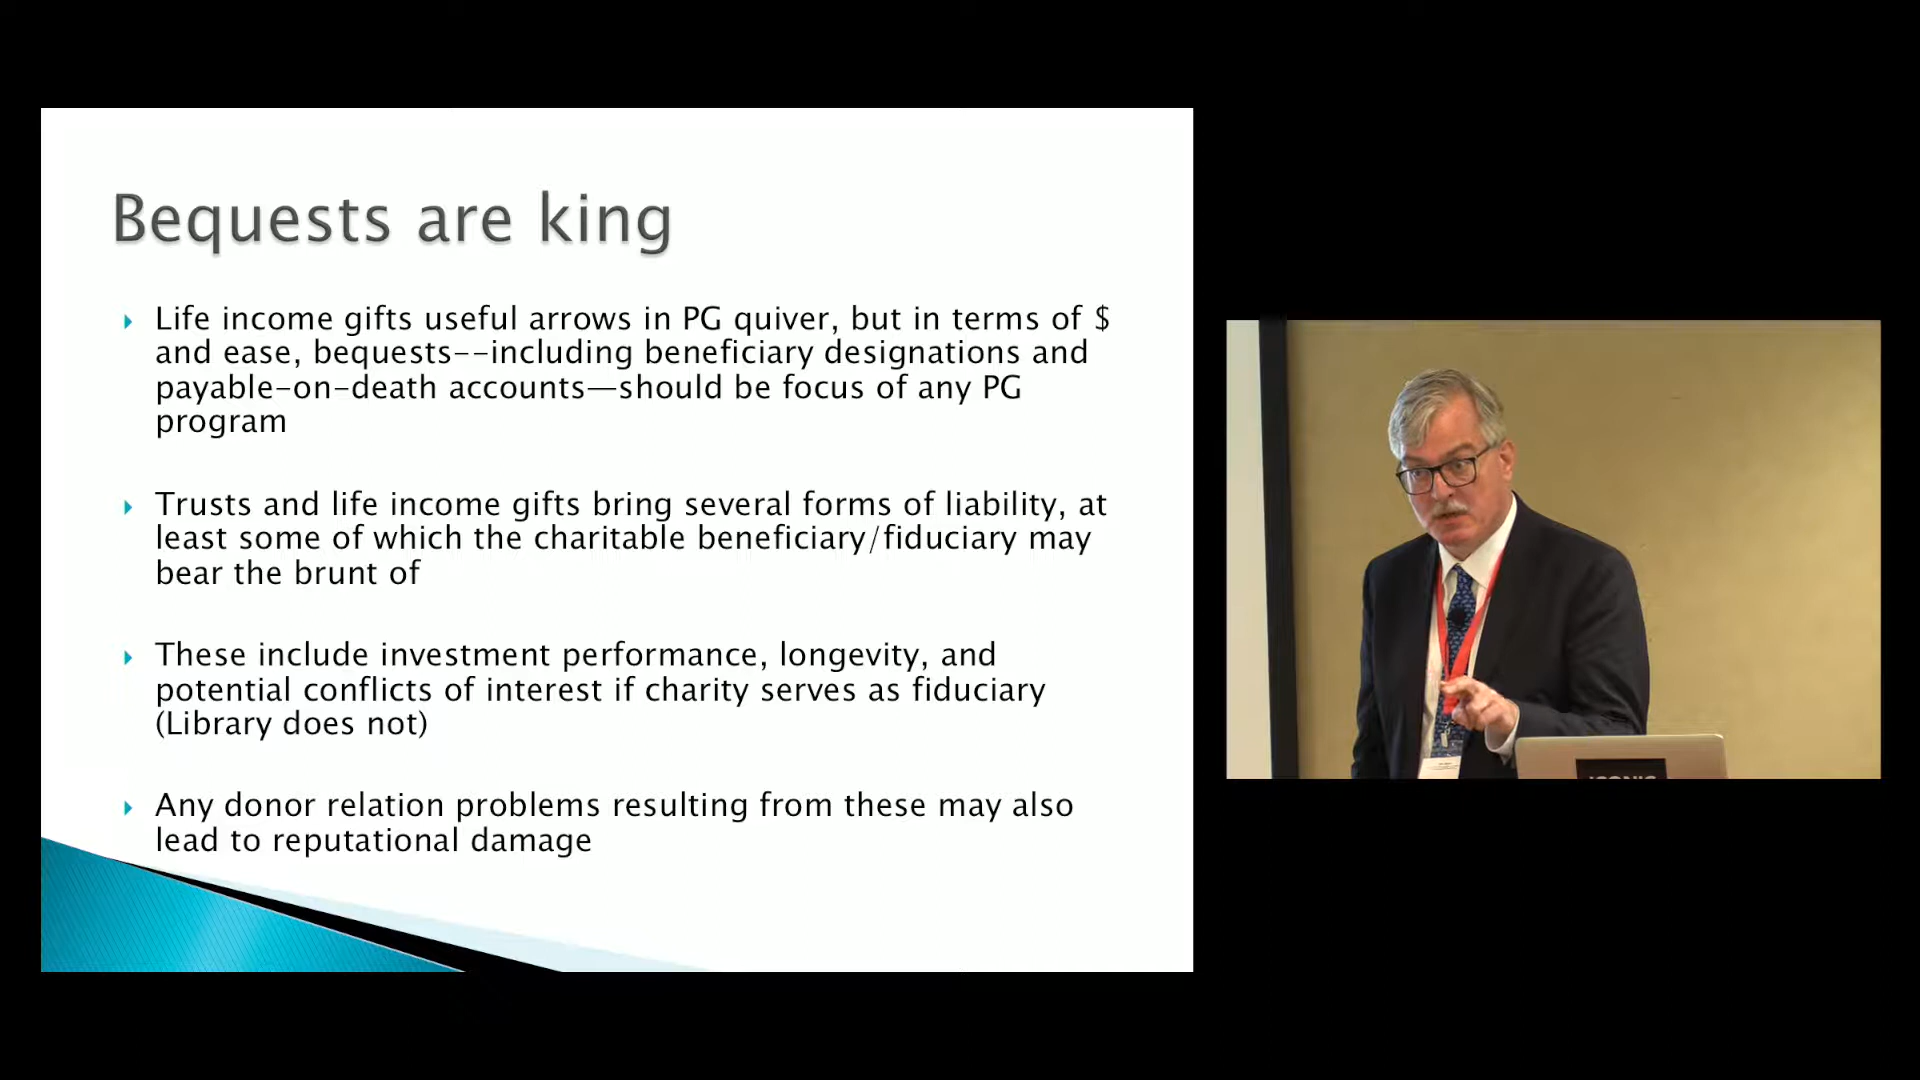 Bequests are king
Life income gifts useful arrows in PG quiver, but in terms of $
and ease, bequests--including beneficiary designations and
payable-on-death accounts—should be focus of any PG
program
Trusts and life income gifts bring several forms of liability, at
least some of which the charitable beneficiary/fiduciary may
bear the brunt of
These include investment performance, longevity, and
potential conflicts of interest if charity serves as fiduciary
(Library does not)
Any donor relation problems resulting from these may also
lead to reputational damage